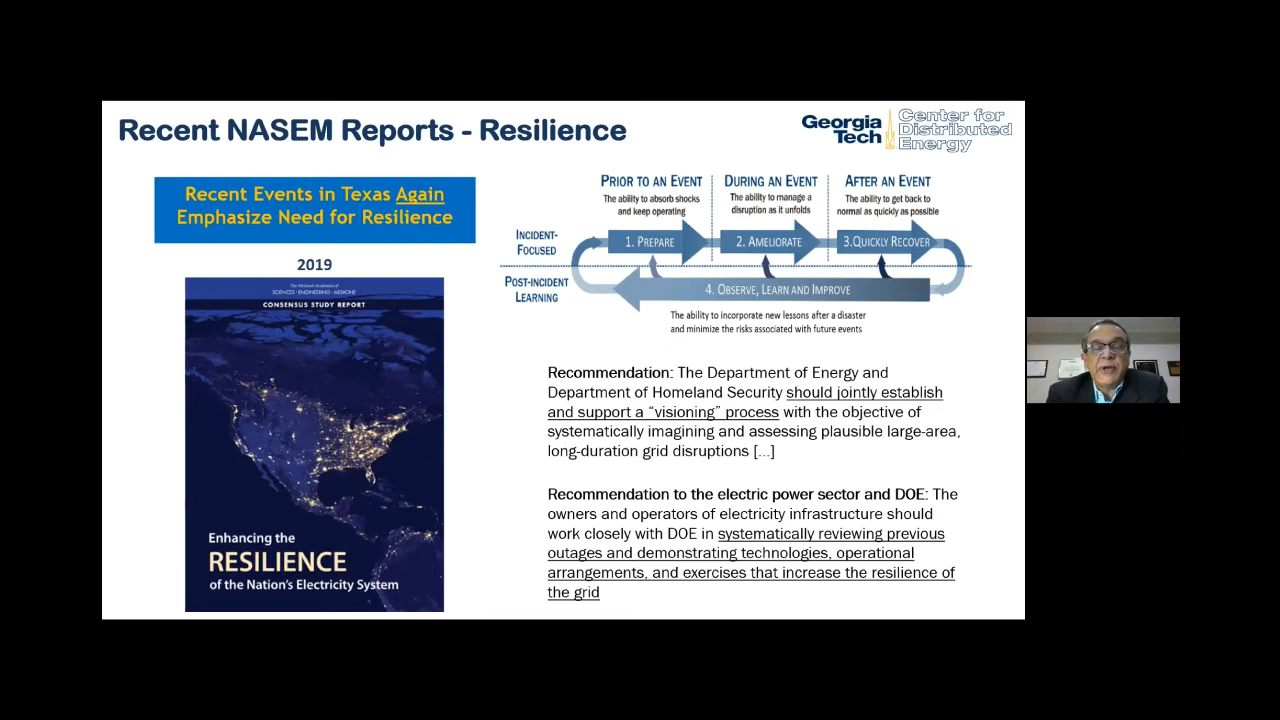 Recent NASEM Reports - Resilience
Georgia
Tech
Center for
Distributed
Energy
Recent Events in Texas Again
Emphasize Need for Resilience
2019
The National Academies of
SCIENCES · ENGINEERING · MEDICINE
CONSENSUS STUDY REPORT
Enhancing the
RESILIENCE
of the Nation's Electricity System
PRIOR TO AN EVENT
The ability to absorb shocks
and keep operating
DURING AN EVENT
The ability to manage a
disruption as it unfolds
AFTER AN EVENT
The ability to get back to
normal as quickly as possible
INCIDENT-
FOCUSED
1. PREPARE
2. AMELIORATE
3.QUICKLY RECOVER
POST-INCIDENT
LEARNING
4. OBSERVE, LEARN AND IMPROVE
The ability to incorporate new lessons after a disaster
and minimize the risks associated with future events
Recommendation: The Department of Energy and
Department of Homeland Security should jointly establish
and support a “visioning” process with the objective of
systematically imagining and assessing plausible large-area,
long-duration grid disruptions [...]
Recommendation to the electric power sector and DOE: The
owners and operators of electricity infrastructure should
work closely with DOE in systematically reviewing previous
outages and demonstrating technologies, operational
arrangements, and exercises that increase the resilience of
the grid